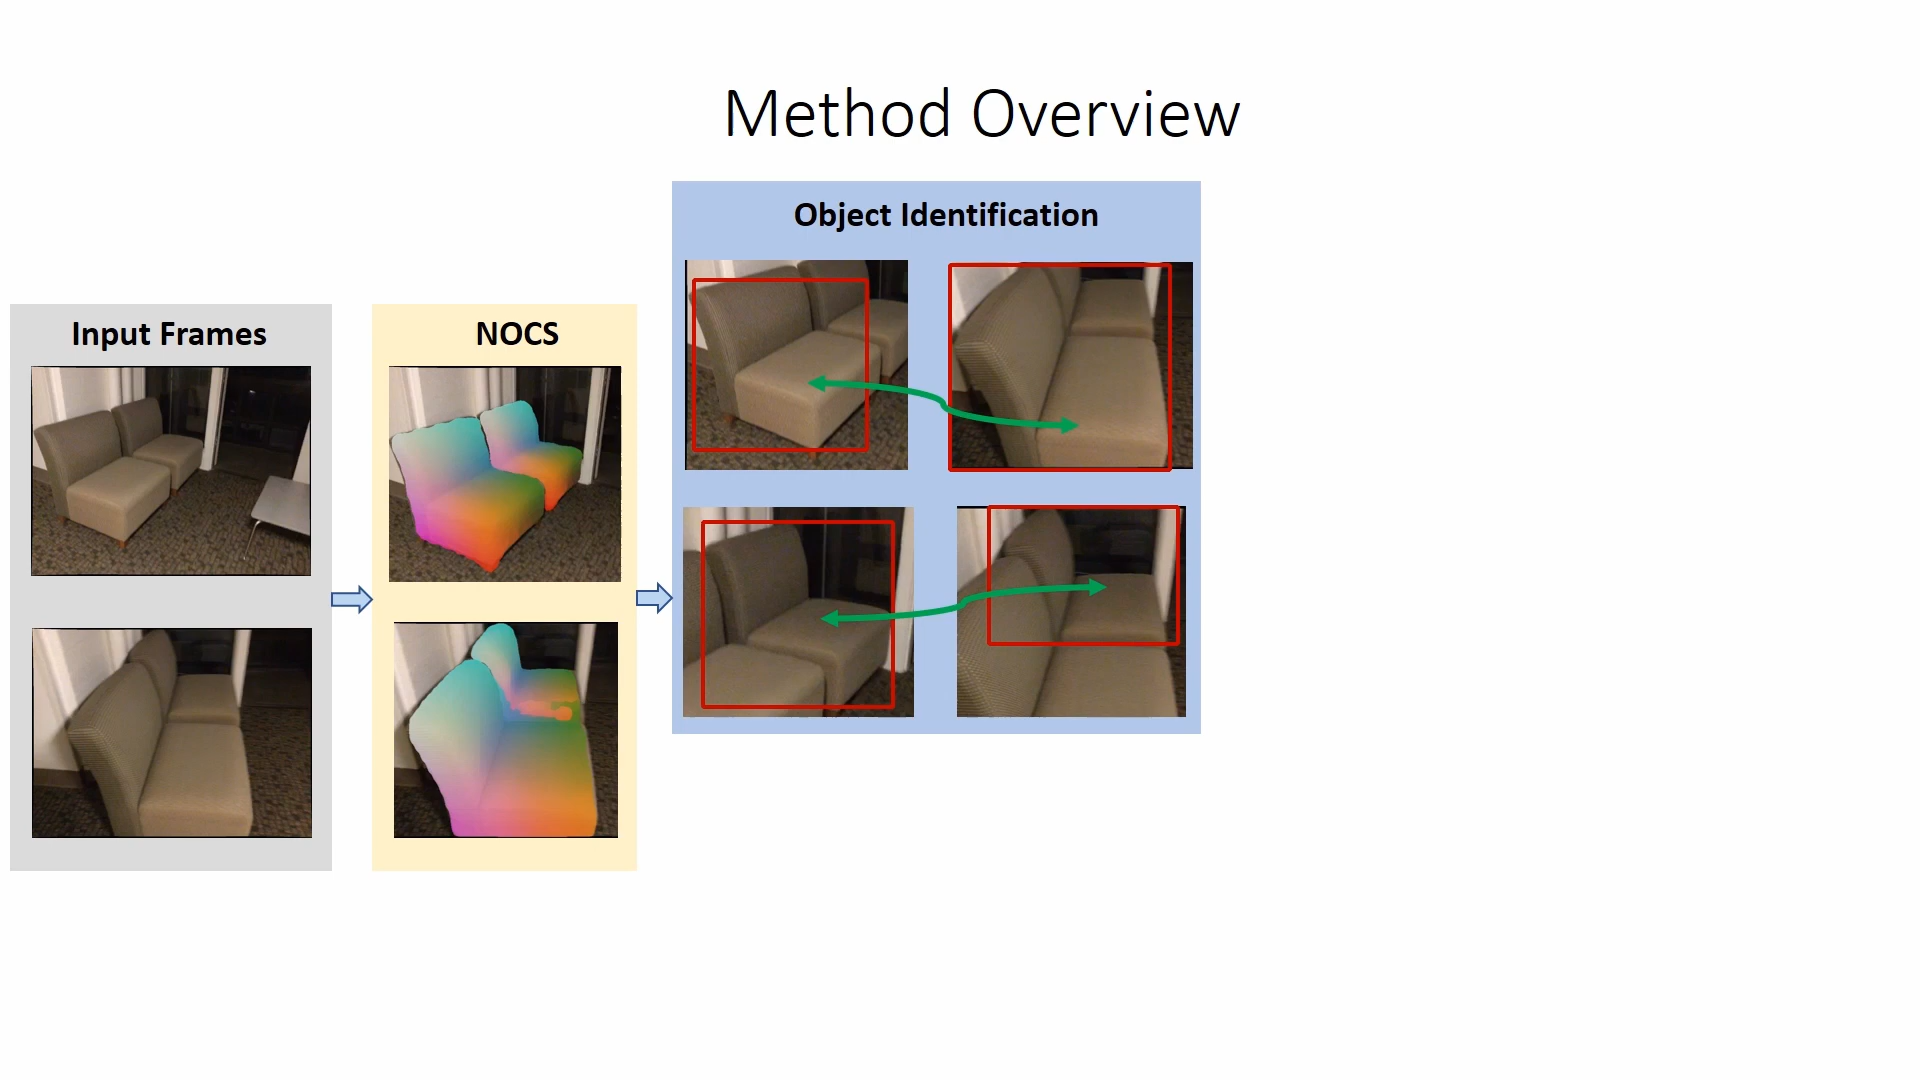 Method Overview
Object Identification
Input Frames
NOCS